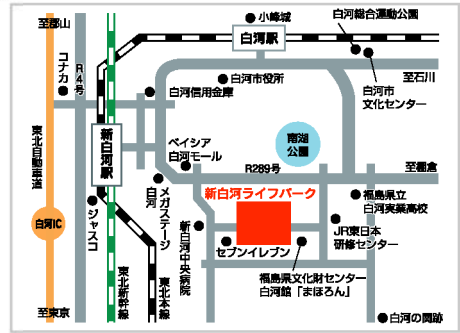 至郡山
小峰城
白河駅
白河総合運動公園
コナカ
R4号
白河市役所
白河市
文化センター
至石川
白河信用金庫
新白河駅
ベイシア
白河モール
南湖
公園
R289号
至棚倉
東北自動車道
メガステージ
白河
新白河ライフパーク
福島県立
白河実業高校
白河IC
ジャスコ
新白河中央病院
JR東日本
研修センター
セブンイレブン
東北新幹線
東北本線
福島県文化財センター
白河館「まほろん」
至東京
白河の関跡